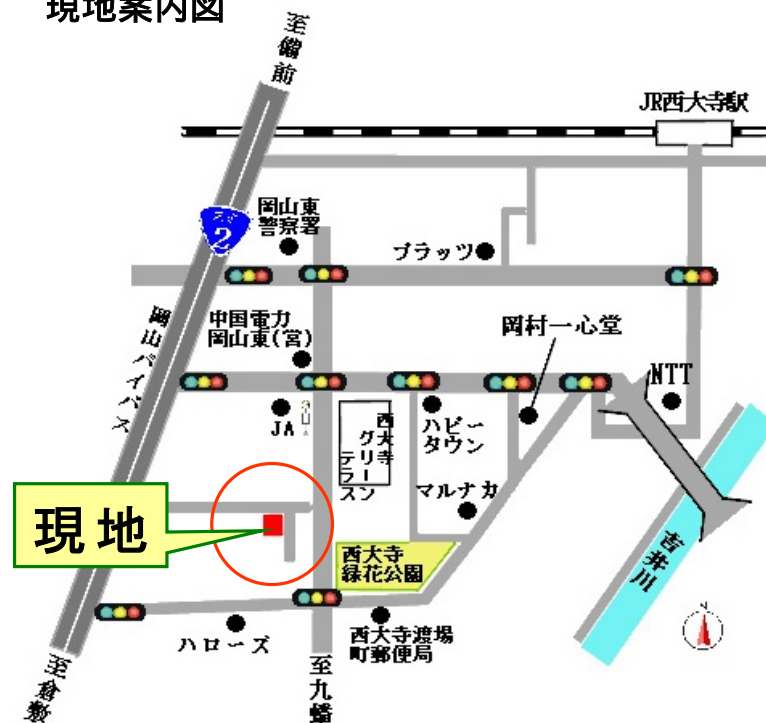 現地案内図
至備前
JR西大寺駅
2
岡山東
警察署
プラッツ
岡山バイパス
中国電力
岡山東(営)
岡村一心堂
NTT
JA
西大寺
グリーン
テラース
ハピー
タウン
マルナカ
現地
西大寺
緑花公園
吉井川
N
ハローズ
西大寺渡場
町郵便局
至倉敷
至九蟠